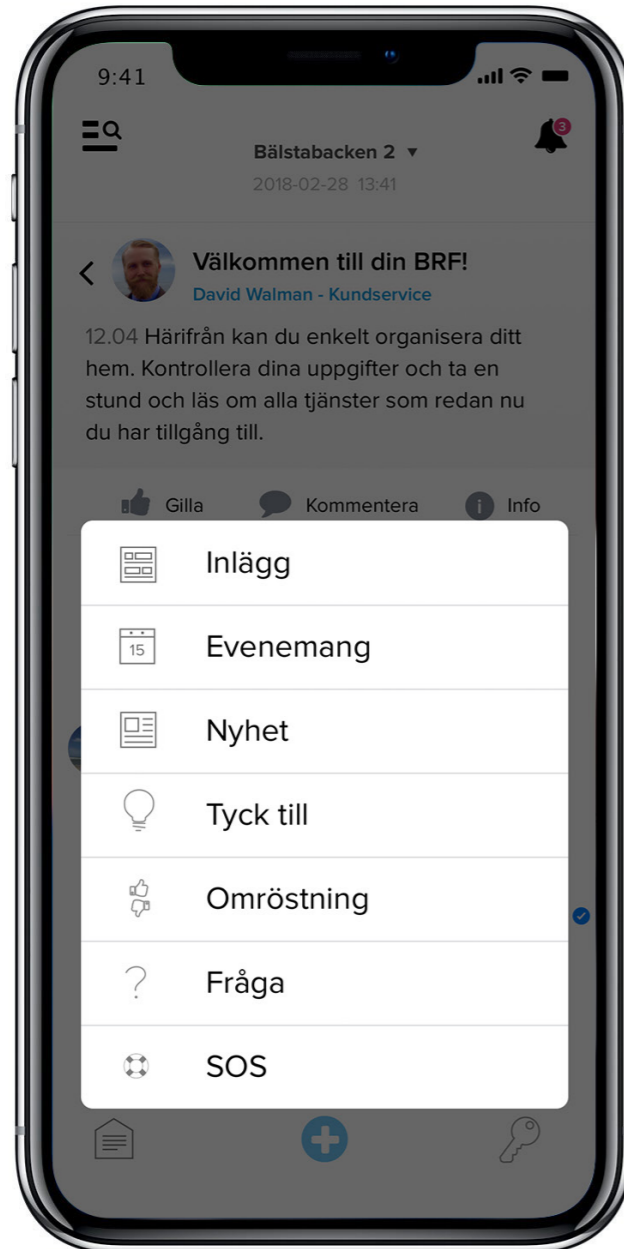 9:41
Bälstabacken 2
3
2018-02-28 13:41
Välkommen till din BRF!
David Walman - Kundservice
12.04 Härifrån kan du enkelt organisera ditt
hem. Kontrollera dina uppgifter och ta en
stund och läs om alla tjänster som redan nu
du har tillgång till.
Gilla
Kommentera
i
Info
Inlägg
15
Evenemang
Nyhet
Tyck till
Omröstning
?
Fråga
SOS